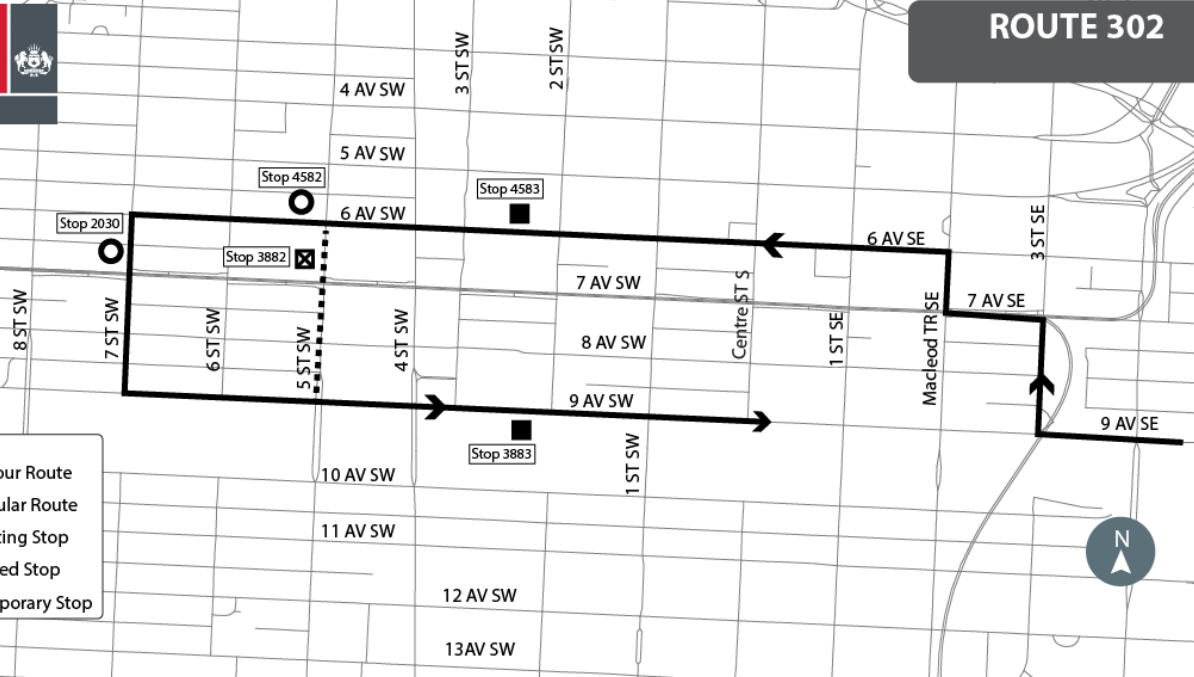 ROUTE 302
3 ST SW
2 ST SW
4 AV SW
5 AV SW
Stop 4582
Stop 4583
6 AV SW
Stop 2030
3 ST SE
6 AV SE
Stop 3882
7 AV SW
Centre ST S
7 AV SE
8 ST SW
7 ST SW
6 ST SW
5 ST SW
4 ST SW
8 AV SW
1 ST SE
Macleod TR SE
9 AV SW
9 AV SE
Stop 3883
1 ST SW
our Route
10 AV SW
ular Route
11 AV SW
ting Stop
N
ed Stop
12 AV SW
porary Stop
13AV SW